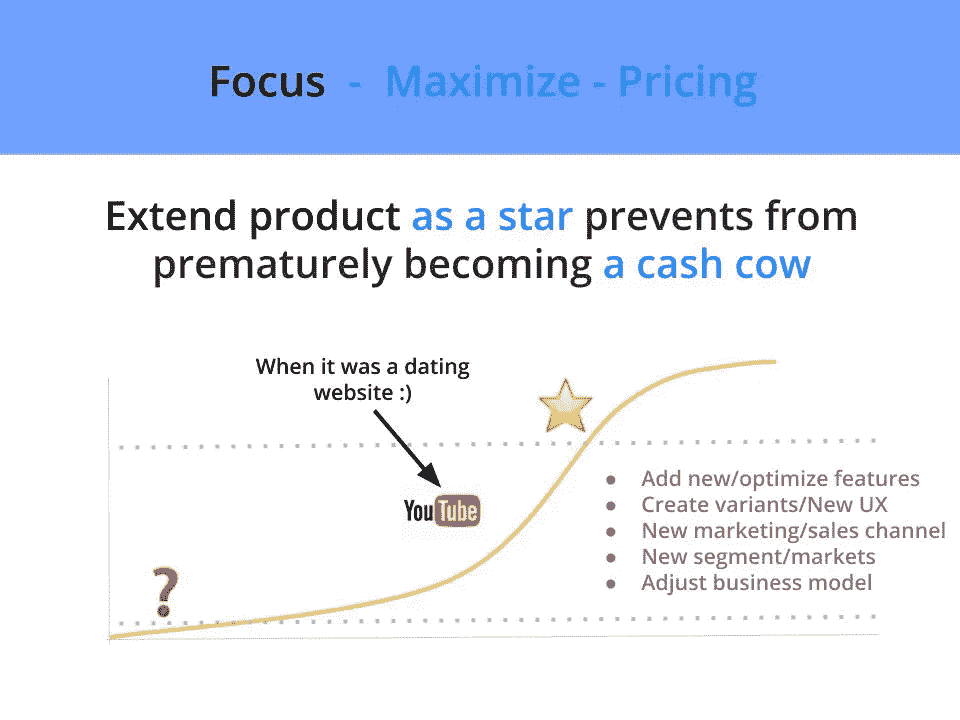 Focus - Maximize - Pricing
Extend product as a star prevents from
prematurely becoming a cash cow
When it was a dating
website :)
YouTube
?
● Add new/optimize features
● Create variants/New UX
● New marketing/sales channel
● New segment/markets
● Adjust business model